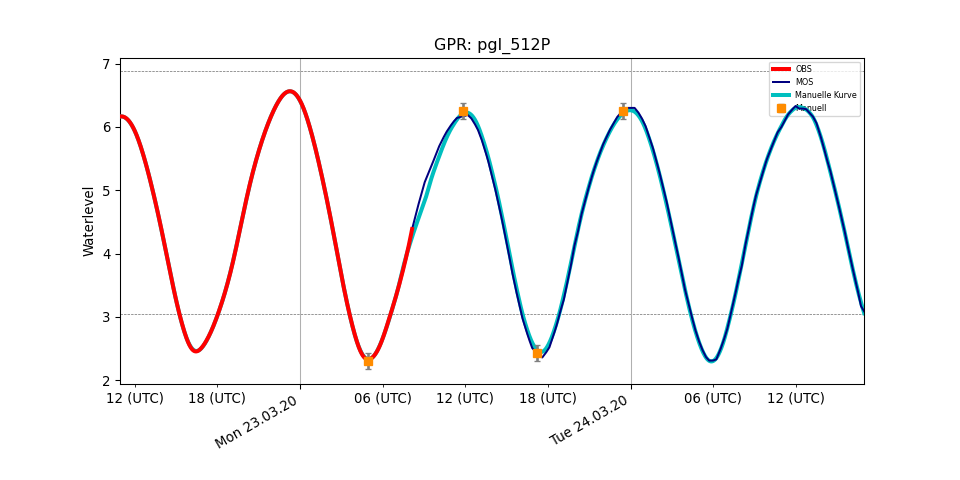 GPR: pgl_512P
7
6
5
4
3
2
Waterlevel
OBS
MOS
Manuelle Kurve
Manuell
12 (UTC)
18 (UTC)
Mon 23.03.20
06 (UTC)
12 (UTC)
18 (UTC)
Tue 24.03.20
06 (UTC)
12 (UTC)